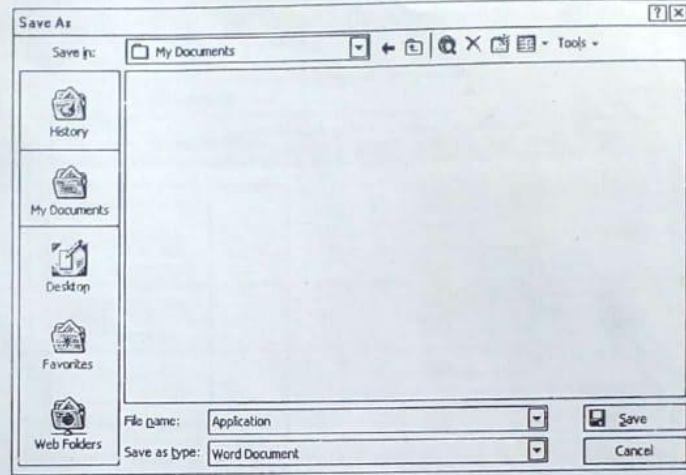 Save As
Save in:
My Documents
Tools
History
My Documents
Desktop
Favorites
Web Folders
File name:
Application
Save
Save as type:
Word Document
Cancel